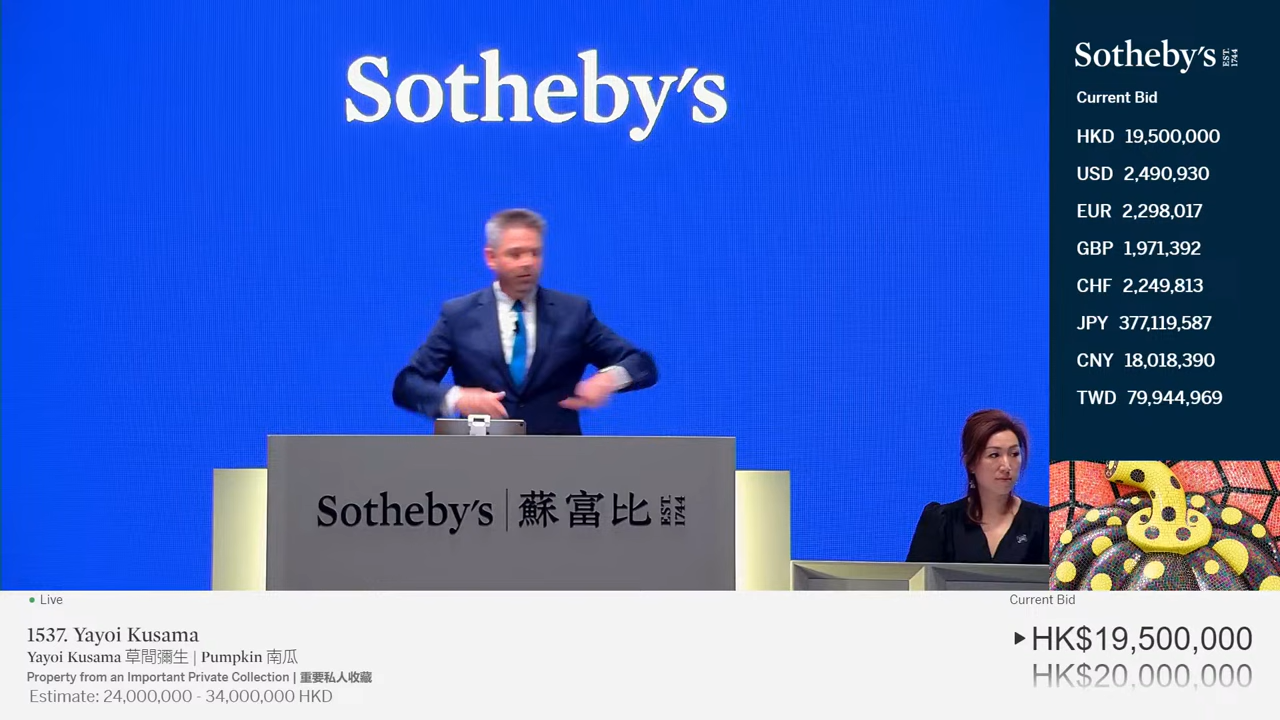 Sotheby's
Sotheby's EST. 1744
Current Bid
HKD 19,500,000
USD 2,490,930
EUR 2,298,017
GBP 1,971,392
CHF 2,249,813
JPY 377,119,587
CNY 18,018,390
TWD 79,944,969
Sotheby's | 蘇富比 EST. 1744
Live
1537. Yayoi Kusama
Yayoi Kusama 草間彌生 | Pumpkin 南瓜
Property from an Important Private Collection | 重要私人收藏
Estimate: 24,000,000 - 34,000,000 HKD
Current Bid
HK$19,500,000
HK$20,000,000